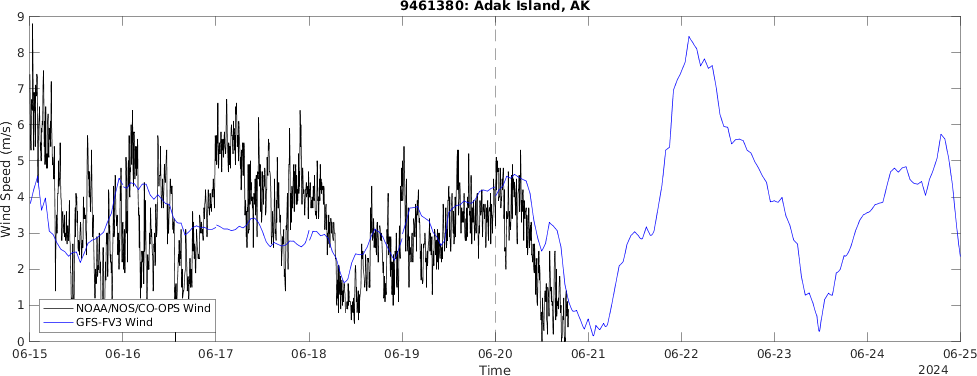 9461380: Adak Island, AK
Wind Speed (m/s)
9
8
7
6
5
4
3
2
1
0
NOAA/NOS/CO-OPS Wind
GFS-FV3 Wind
06-15 06-16 06-17 06-18 06-19 06-20 06-21 06-22 06-23 06-24 06-25
Time
2024